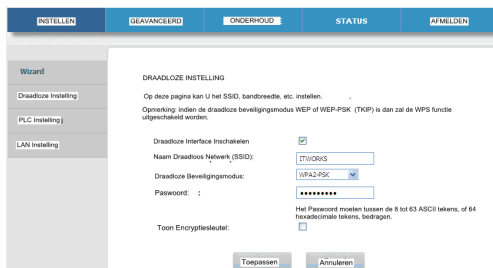 INSTELLEN
GEAVANCEERD
ONDERHOUD
STATUS
AFMELDEN
Wizard
Draadloze Instelling
PLC Instelling
LAN Instelling
DRAADLOZE INSTELLING
Op deze pagina kan U het SSID, bandbreedte, etc. instellen.
Opmerking: indien de draadloze beveiligingsmodus WEP of WEP-PSK (TKIP) is dan zal de WPS functie
uitgeschakeld worden.
Draadloze Interface Inschakelen
Naam Draadloos Netwerk (SSID): ITWORKS
Draadloze Beveiligingsmodus: WPA2-PSK
Paswoord: : •••••••••
Het Paswoord moeten tussen de 8 tot 63 ASCII tekens, of 64
hexadecimale tekens, bedragen.
Toon Encryptiesleutel:
Toepassen
Annuleren